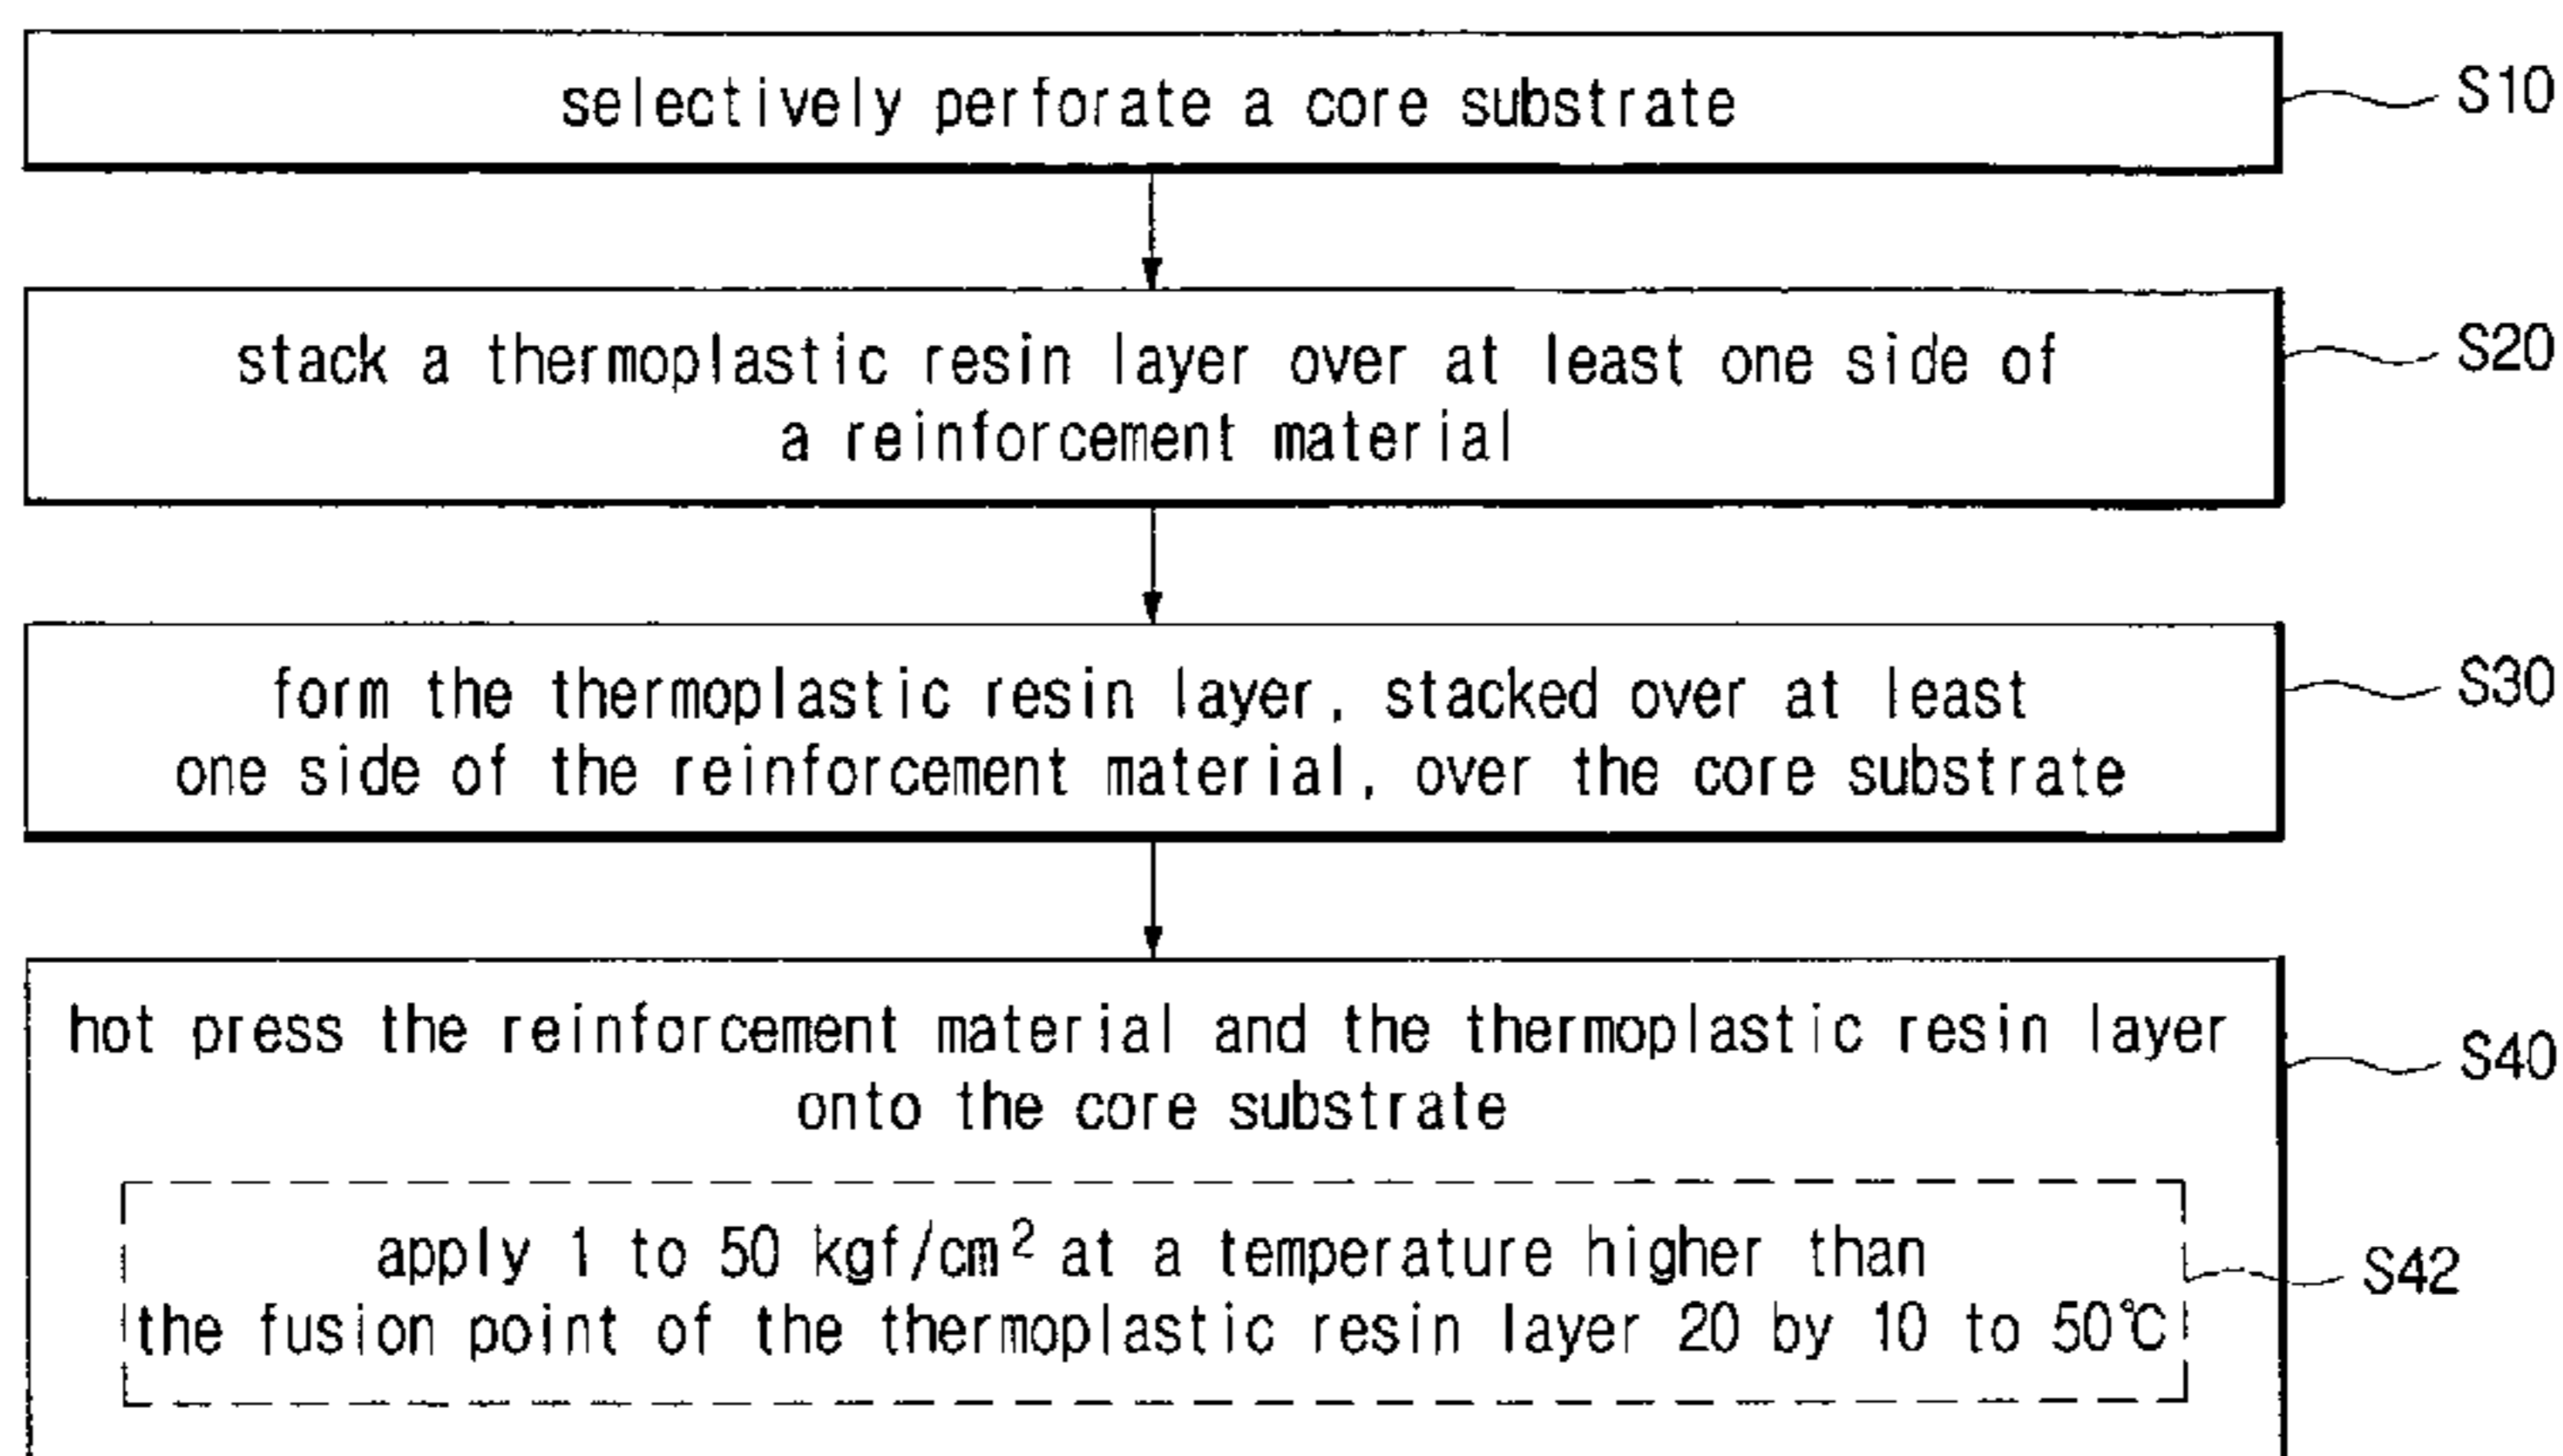 selectively perforate a core substrate
S10
stack a thermoplastic resin layer over at least one side of
a reinforcement material
S20
form the thermoplastic resin layer, stacked over at least
one side of the reinforcement material, over the core substrate
S30
hot press the reinforcement material and the thermoplastic resin layer
onto the core substrate
S40
apply 1 to 50 kgf/cm² at a temperature higher than
the fusion point of the thermoplastic resin layer 20 by 10 to 50℃
S42